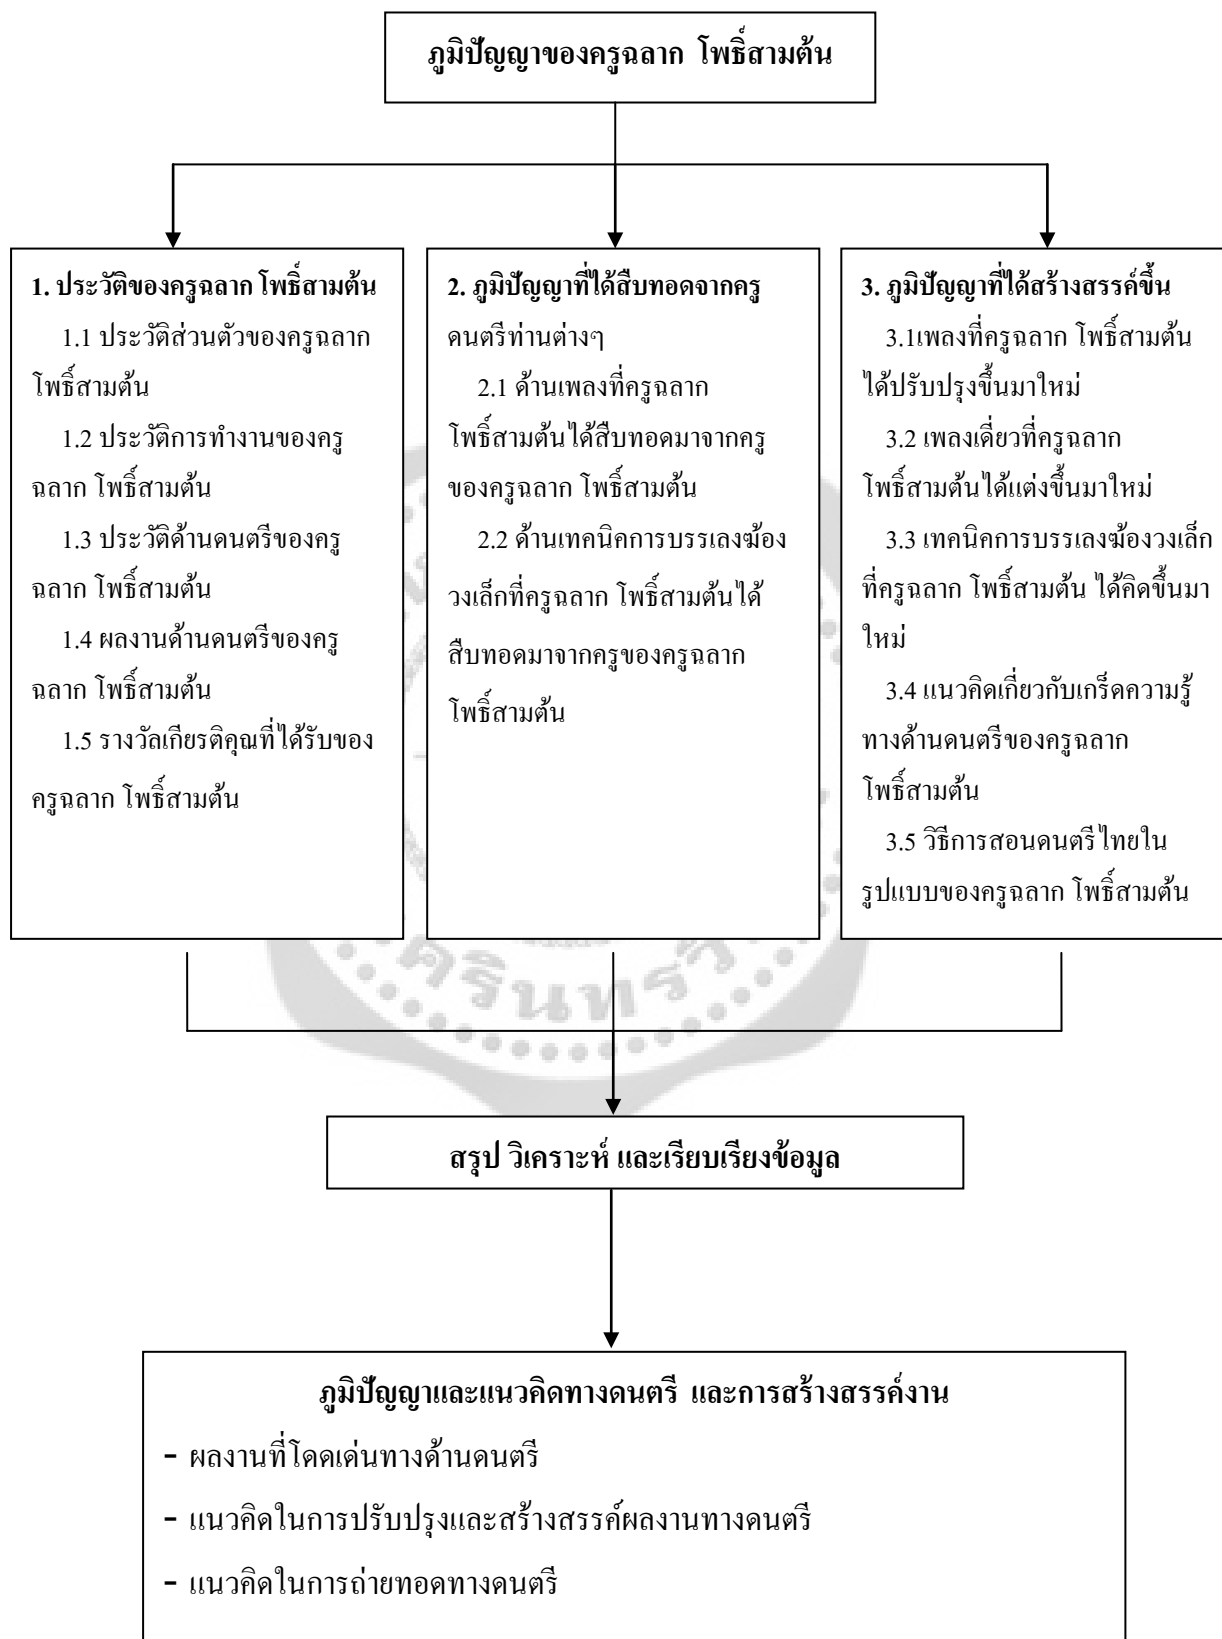 ภูมิปัญญาของครูฉลาก โพธิ์สามต้น
1. ประวัติของครูฉลาก โพธิ์สามต้น
1.1 ประวัติส่วนตัวของครูฉลาก
โพธิ์สามต้น
1.2 ประวัติการทำงานของครู
ฉลาก โพธิ์สามต้น
1.3 ประวัติด้านดนตรีของครู
ฉลาก โพธิ์สามต้น
1.4 ผลงานด้านดนตรีของครู
ฉลาก โพธิ์สามต้น
1.5 รางวัลเกียรติคุณที่ได้รับของ
ครูฉลาก โพธิ์สามต้น
2. ภูมิปัญญาที่ได้สืบทอดจากครู
ดนตรีท่านต่างๆ
2.1 ด้านเพลงที่ครูฉลาก
โพธิ์สามต้นได้สืบทอดมาจากครู
ของครูฉลาก โพธิ์สามต้น
2.2 ด้านเทคนิคการบรรเลงฆ้อง
วงเล็กที่ครูฉลาก โพธิ์สามต้นได้
สืบทอดมาจากครูของครูฉลาก
โพธิ์สามต้น
3. ภูมิปัญญาที่ได้สร้างสรรค์ขึ้น
3.1เพลงที่ครูฉลาก โพธิ์สามต้น
ได้ปรับปรุงขึ้นมาใหม่
3.2 เพลงเดี่ยวที่ครูฉลาก
โพธิ์สามต้นได้แต่งขึ้นมาใหม่
3.3 เทคนิคการบรรเลงฆ้องวงเล็ก
ที่ครูฉลาก โพธิ์สามต้น ได้คิดขึ้นมา
ใหม่
3.4 แนวคิดเกี่ยวกับเกร็ดความรู้
ทางด้านดนตรีของครูฉลาก
โพธิ์สามต้น
3.5 วิธีการสอนดนตรีไทยใน
รูปแบบของครูฉลาก โพธิ์สามต้น
สรุป วิเคราะห์ และเรียบเรียงข้อมูล
ภูมิปัญญาและแนวคิดทางดนตรี และการสร้างสรรค์งาน
- ผลงานที่โดดเด่นทางด้านดนตรี
- แนวคิดในการปรับปรุงและสร้างสรรค์ผลงานทางดนตรี
- แนวคิดในการถ่ายทอดทางดนตรี